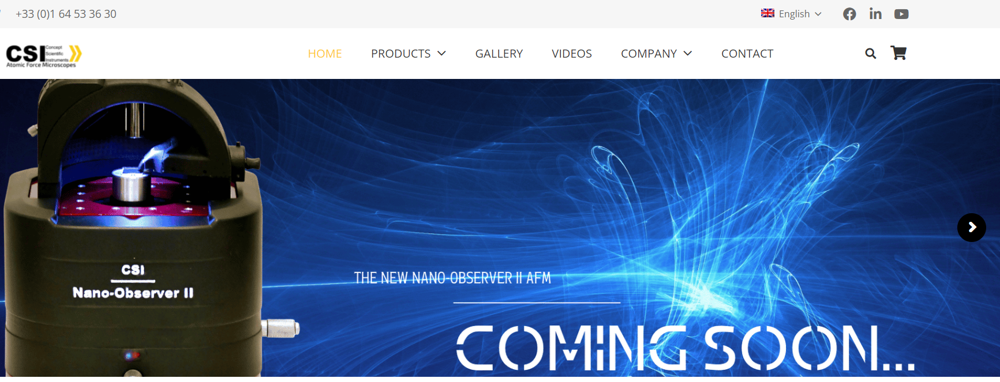 +33 (0)1 64 53 36 30
English
CSI Concept Scientific Instruments
Atomic Force Microscopes
HOME PRODUCTS GALLERY VIDEOS COMPANY CONTACT
CSI
Nano-Observer II
THE NEW NANO-OBSERVER II AFM
COMING SOON...